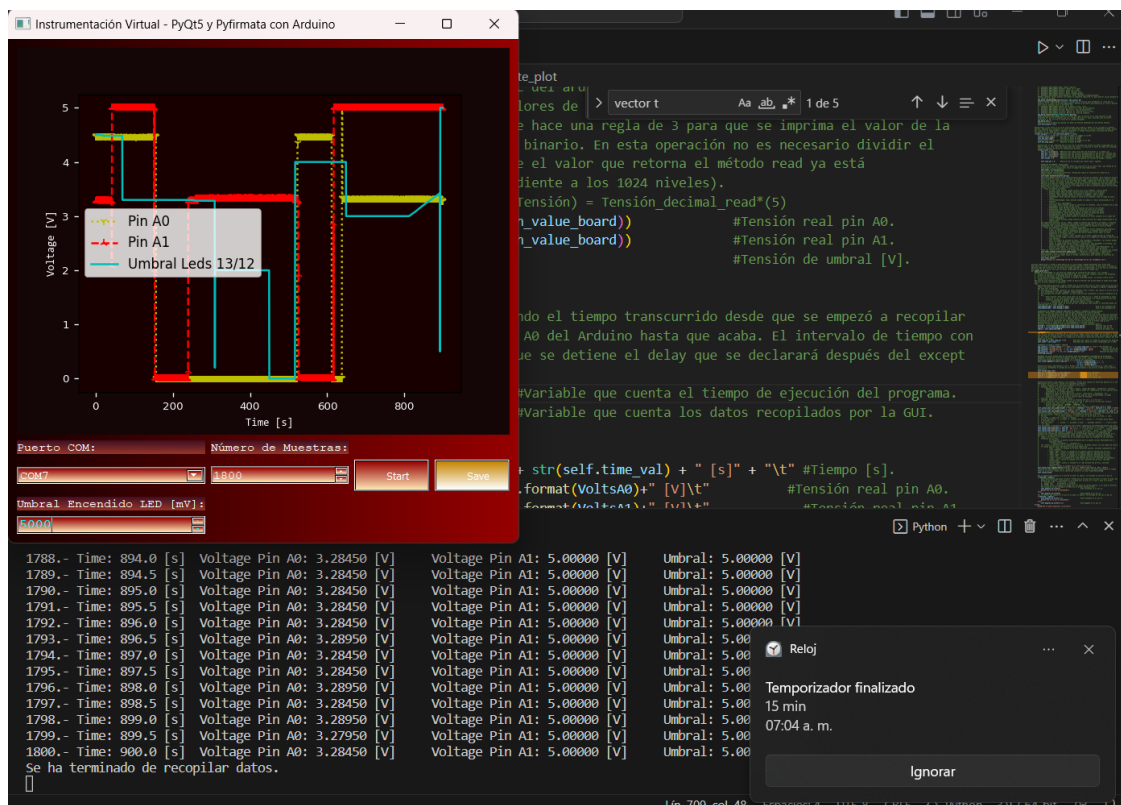 Instrumentación Virtual - PyQt5 y Pyfirmata con Arduino
5
4
3
2
1
0
Voltage [V]
Pin A0
Pin A1
Umbral Leds 13/12
0 200 400 600 800
Time [s]
Puerto COM: Número de Muestras:
COM7 1800 Start Save
Umbral Encendido LED [mV]:
5000
te_plot
vector t Aa ab 1 de 5
lores de
e hace una regla de 3 para que se imprima el valor de la
binario. En esta operación no es necesario dividir el
e el valor que retorna el método read ya está
diente a los 1024 niveles).
Tensión) = Tensión_decimal_read*(5)
n_value_board)) #Tensión real pin A0.
n_value_board)) #Tensión real pin A1.
#Tensión de umbral [V].
ndo el tiempo transcurrido desde que se empezó a recopilar
A0 del Arduino hasta que acaba. El intervalo de tiempo con
ue se detiene el delay que se declarará después del except
#Variable que cuenta el tiempo de ejecución del programa.
#Variable que cuenta los datos recopilados por la GUI.
+ str(self.time_val) + " [s]" + "\t" #Tiempo [s].
.format(VoltsA0)+" [V]\t" #Tensión real pin A0.
.format(VoltsA1)+" [V]\t" #Tensión real pin A1.
Python
1788.- Time: 894.0 [s] Voltage Pin A0: 3.28450 [V] Voltage Pin A1: 5.00000 [V] Umbral: 5.00000 [V]
1789.- Time: 894.5 [s] Voltage Pin A0: 3.28450 [V] Voltage Pin A1: 5.00000 [V] Umbral: 5.00000 [V]
1790.- Time: 895.0 [s] Voltage Pin A0: 3.28450 [V] Voltage Pin A1: 5.00000 [V] Umbral: 5.00000 [V]
1791.- Time: 895.5 [s] Voltage Pin A0: 3.28450 [V] Voltage Pin A1: 5.00000 [V] Umbral: 5.00000 [V]
1792.- Time: 896.0 [s] Voltage Pin A0: 3.28450 [V] Voltage Pin A1: 5.00000 [V] Umbral: 5.00000 [V]
1793.- Time: 896.5 [s] Voltage Pin A0: 3.28950 [V] Voltage Pin A1: 5.00000 [V] Umbral: 5.00
1794.- Time: 897.0 [s] Voltage Pin A0: 3.28450 [V] Voltage Pin A1: 5.00000 [V] Umbral: 5.00
1795.- Time: 897.5 [s] Voltage Pin A0: 3.28450 [V] Voltage Pin A1: 5.00000 [V] Umbral: 5.00
1796.- Time: 898.0 [s] Voltage Pin A0: 3.28950 [V] Voltage Pin A1: 5.00000 [V] Umbral: 5.00
1797.- Time: 898.5 [s] Voltage Pin A0: 3.28450 [V] Voltage Pin A1: 5.00000 [V] Umbral: 5.00
1798.- Time: 899.0 [s] Voltage Pin A0: 3.28950 [V] Voltage Pin A1: 5.00000 [V] Umbral: 5.00
1799.- Time: 899.5 [s] Voltage Pin A0: 3.27950 [V] Voltage Pin A1: 5.00000 [V] Umbral: 5.00
1800.- Time: 900.0 [s] Voltage Pin A0: 3.28450 [V] Voltage Pin A1: 5.00000 [V] Umbral: 5.00
Se ha terminado de recopilar datos.
Reloj
Temporizador finalizado
15 min
07:04 a. m.
Ignorar